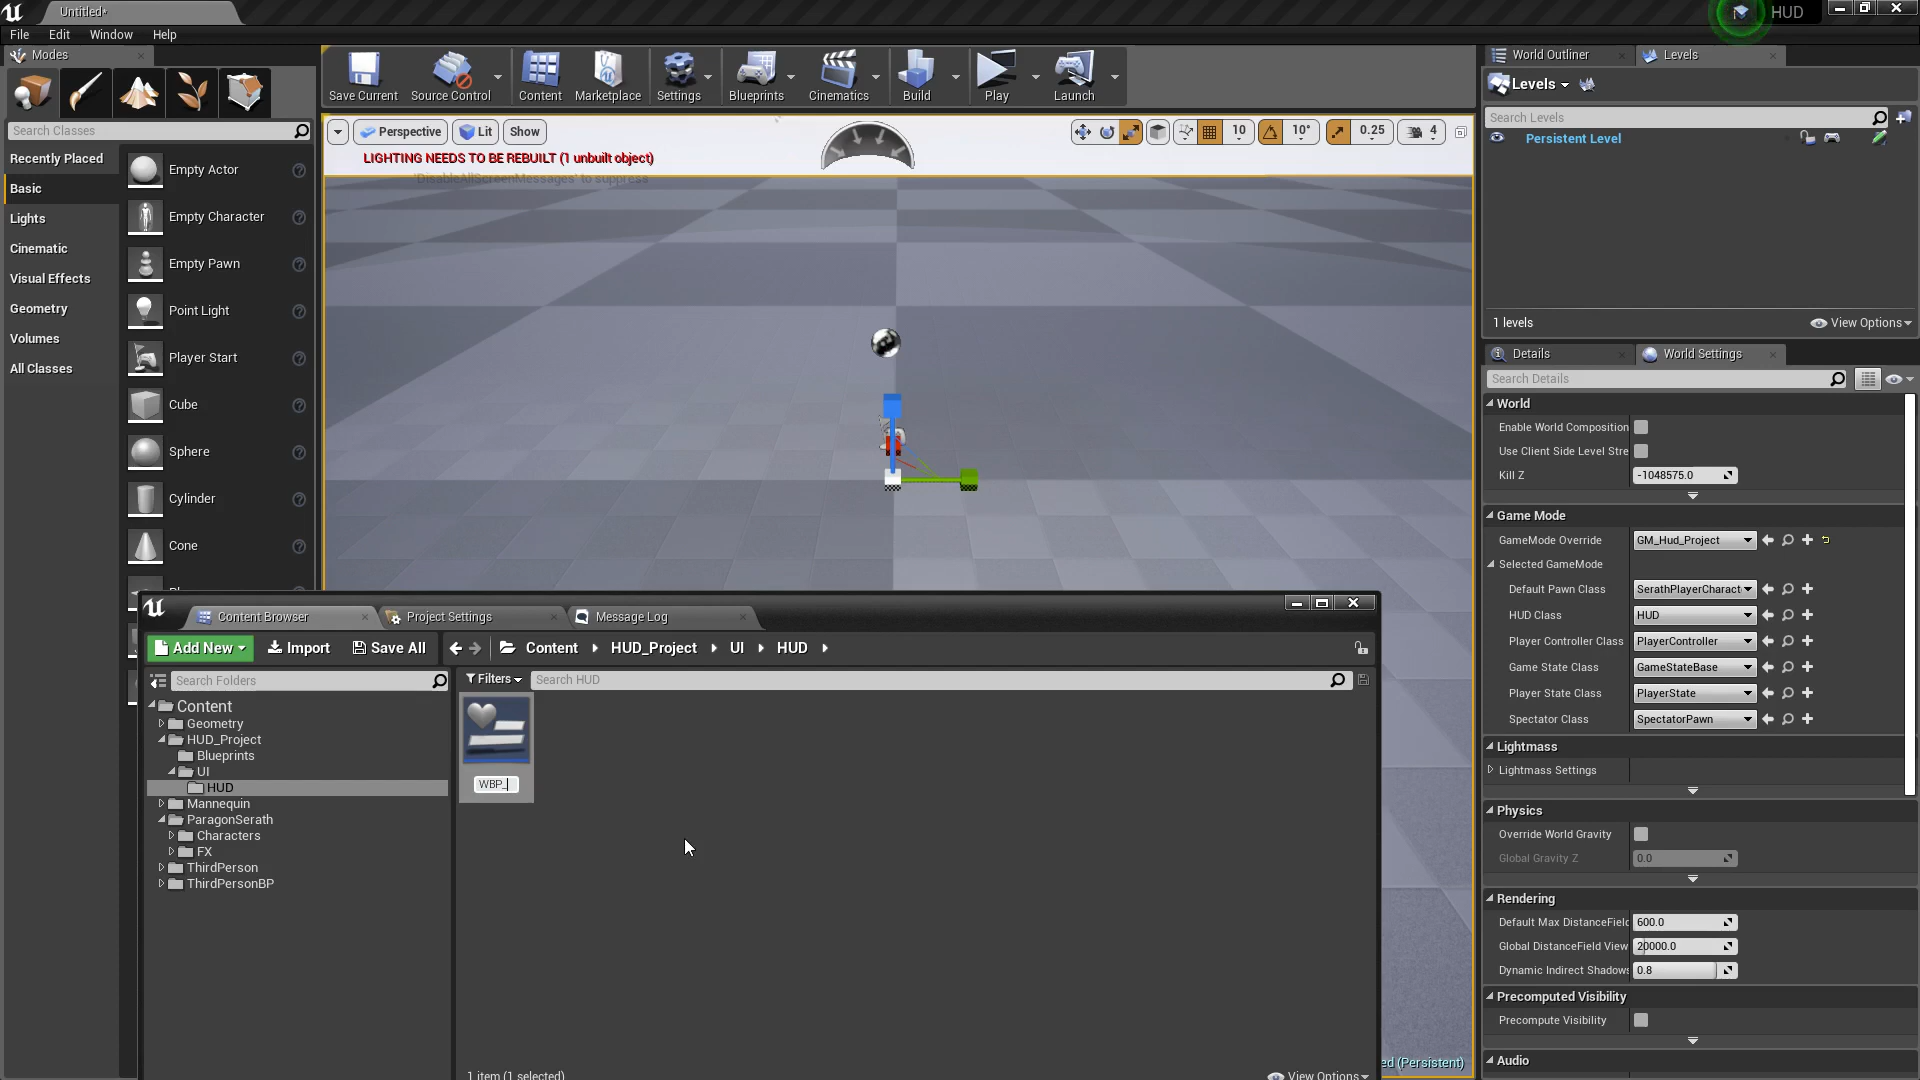 Untitled*
HUD
File Edit Window Help
Modes
Search Classes
Recently Placed
Basic
Lights
Cinematic
Visual Effects
Geometry
Volumes
All Classes
Empty Actor
Empty Character
Empty Pawn
Point Light
Player Start
Cube
Sphere
Cylinder
Cone
Save Current
Source Control
Content
Marketplace
Settings
Blueprints
Cinematics
Build
Play
Launch
Perspective
Lit
Show
10
10°
0.25
4
LIGHTING NEEDS TO BE REBUILT (1 unbuilt object)
'DisableAllScreenMessages' to suppress
World Outliner
Levels
Levels
Search Levels
Persistent Level
1 levels
View Options
Details
World Settings
Search Details
World
Enable World Composition
Use Client Side Level Stre
Kill Z -1048575.0
Game Mode
GameMode Override GM_Hud_Project
Selected GameMode
Default Pawn Class SerathPlayerCharact
HUD Class HUD
Player Controller Class PlayerController
Game State Class GameStateBase
Player State Class PlayerState
Spectator Class SpectatorPawn
Lightmass
Lightmass Settings
Physics
Override World Gravity
Global Gravity Z 0.0
Rendering
Default Max DistanceField 600.0
Global DistanceField View 20000.0
Dynamic Indirect Shadows 0.8
Precomputed Visibility
Precompute Visibility
Audio
Content Browser
Project Settings
Message Log
Add New
Import
Save All
Content HUD_Project UI HUD
Search Folders
Filters
Search HUD
Content
Geometry
HUD_Project
Blueprints
UI
HUD
Mannequin
ParagonSerath
Characters
FX
ThirdPerson
ThirdPersonBP
WBP_
1 item (1 selected)
View Options
ed (Persistent)